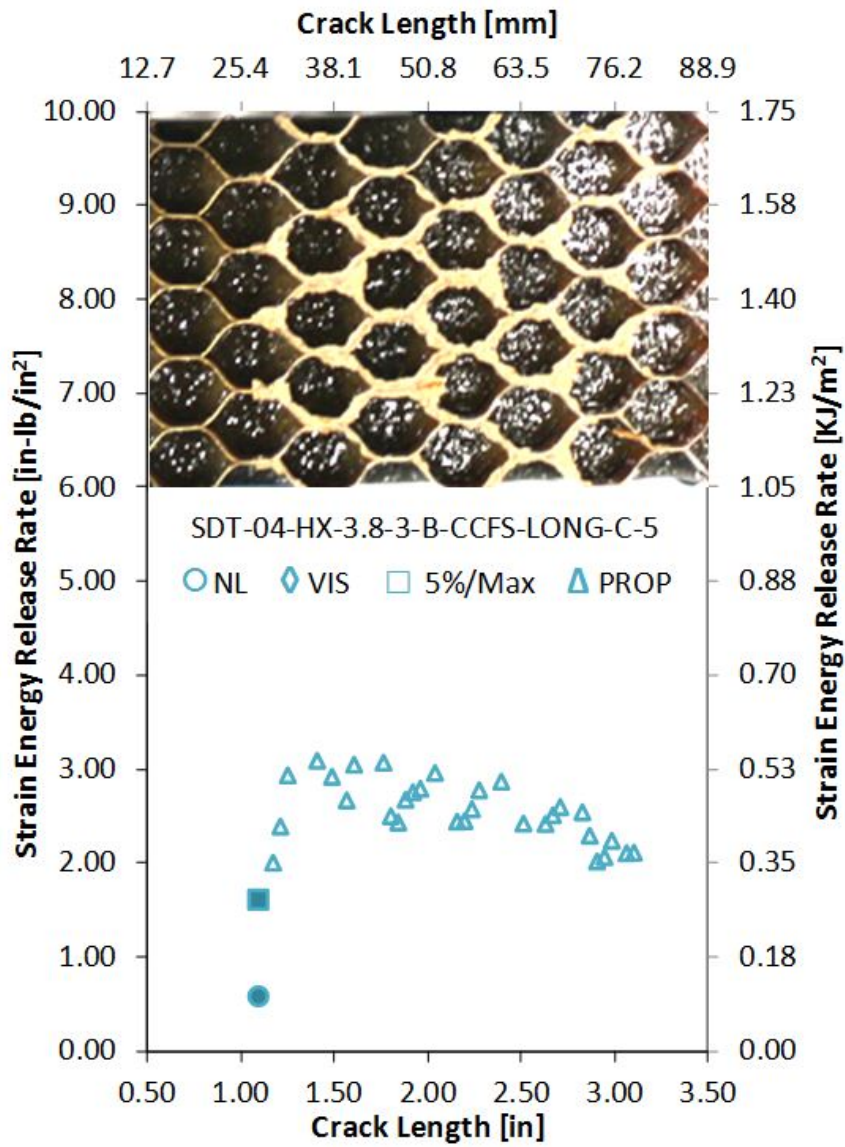 Crack Length [mm]
12.7 25.4 38.1 50.8 63.5 76.2 88.9
10.00 1.75
9.00 1.58
8.00 1.40
7.00 1.23
6.00 1.05
SDT-04-HX-3.8-3-B-CCFS-LONG-C-5
5.00 0.88
NL VIS 5%/Max PROP
4.00 0.70
3.00 0.53
2.00 0.35
1.00 0.18
0.00 0.00
Strain Energy Release Rate [in-lb/in²]
Strain Energy Release Rate [KJ/m²]
0.50 1.00 1.50 2.00 2.50 3.00 3.50
Crack Length [in]